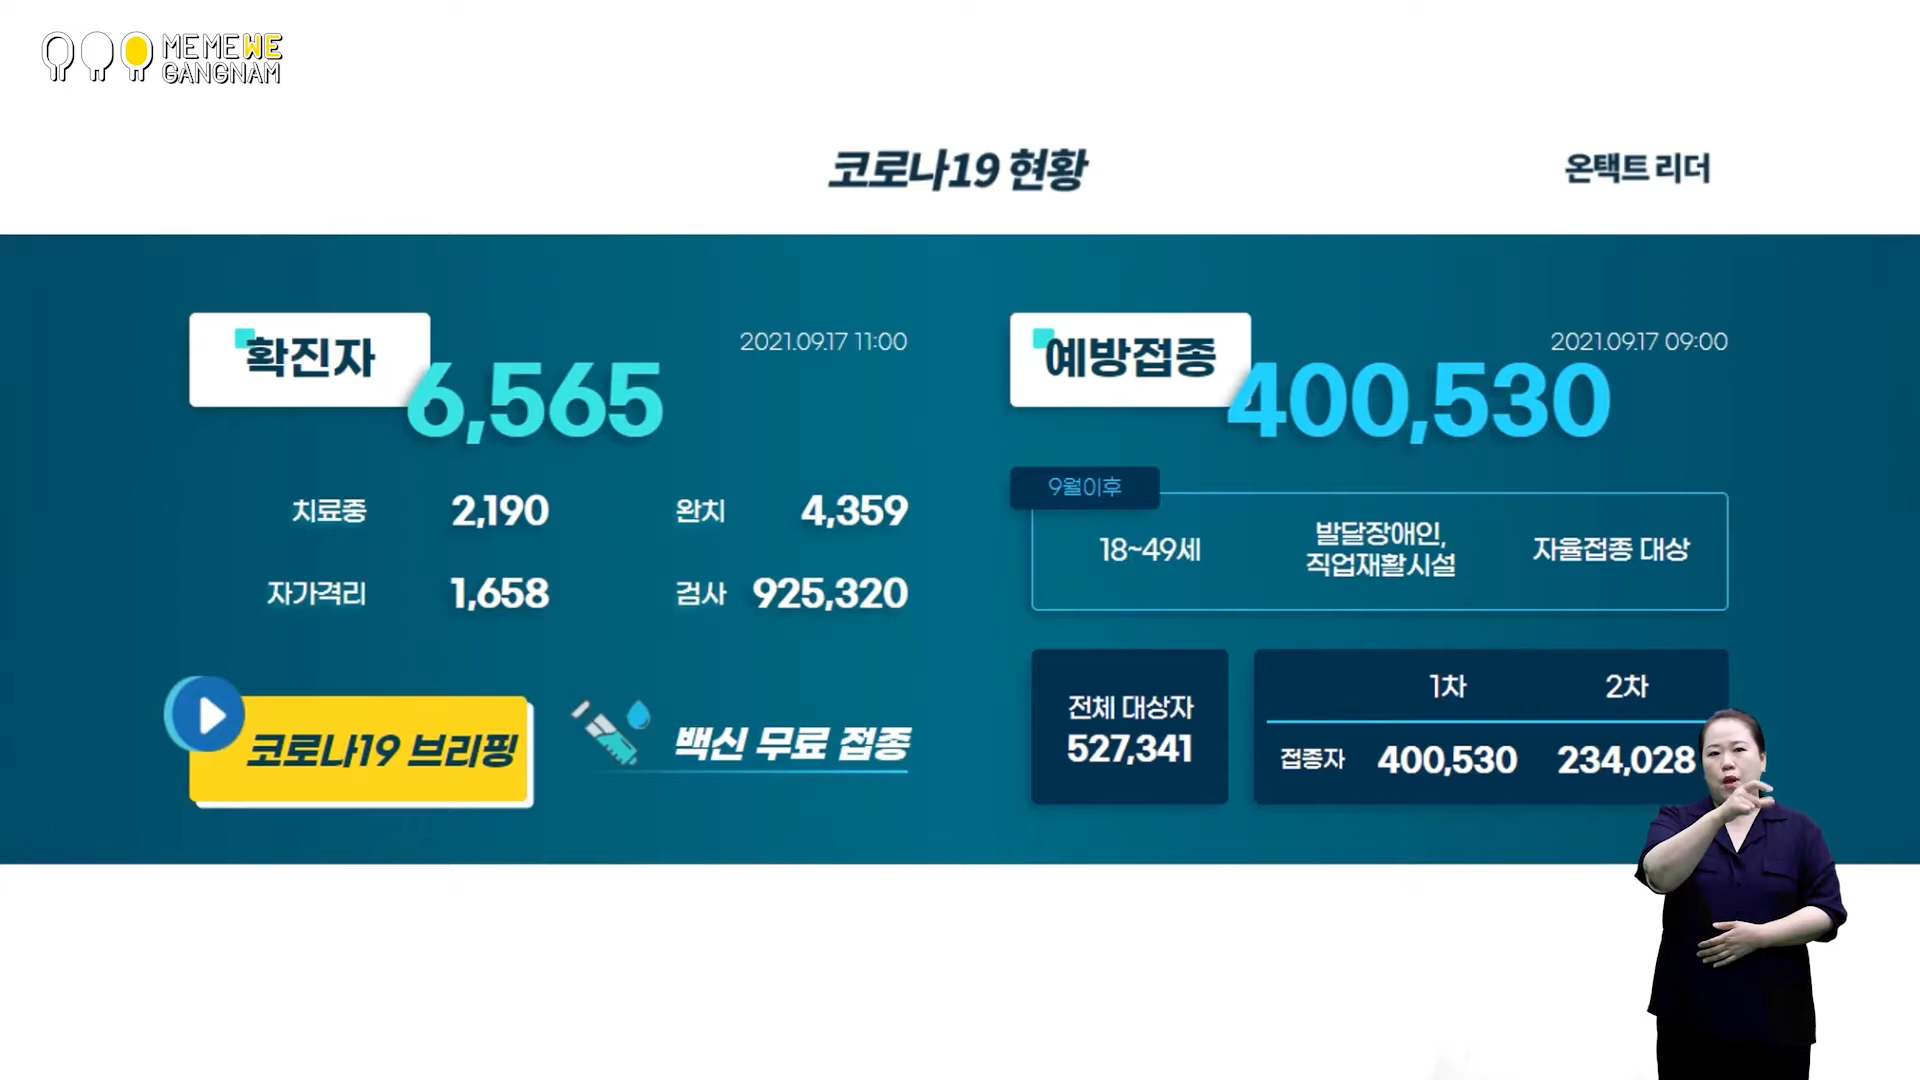 MEMEWE
GANGNAM
코로나19 현황
온택트 리더
확진자
2021.09.17 11:00
6,565
치료중 2,190 완치 4,359
자가격리 1,658 검사 925,320
코로나19 브리핑
백신 무료 접종
예방접종
2021.09.17 09:00
400,530
9월이후
18~49세
발달장애인,
직업재활시설
자율접종 대상
전체 대상자
527,341
1차 2차
접종자 400,530 234,028